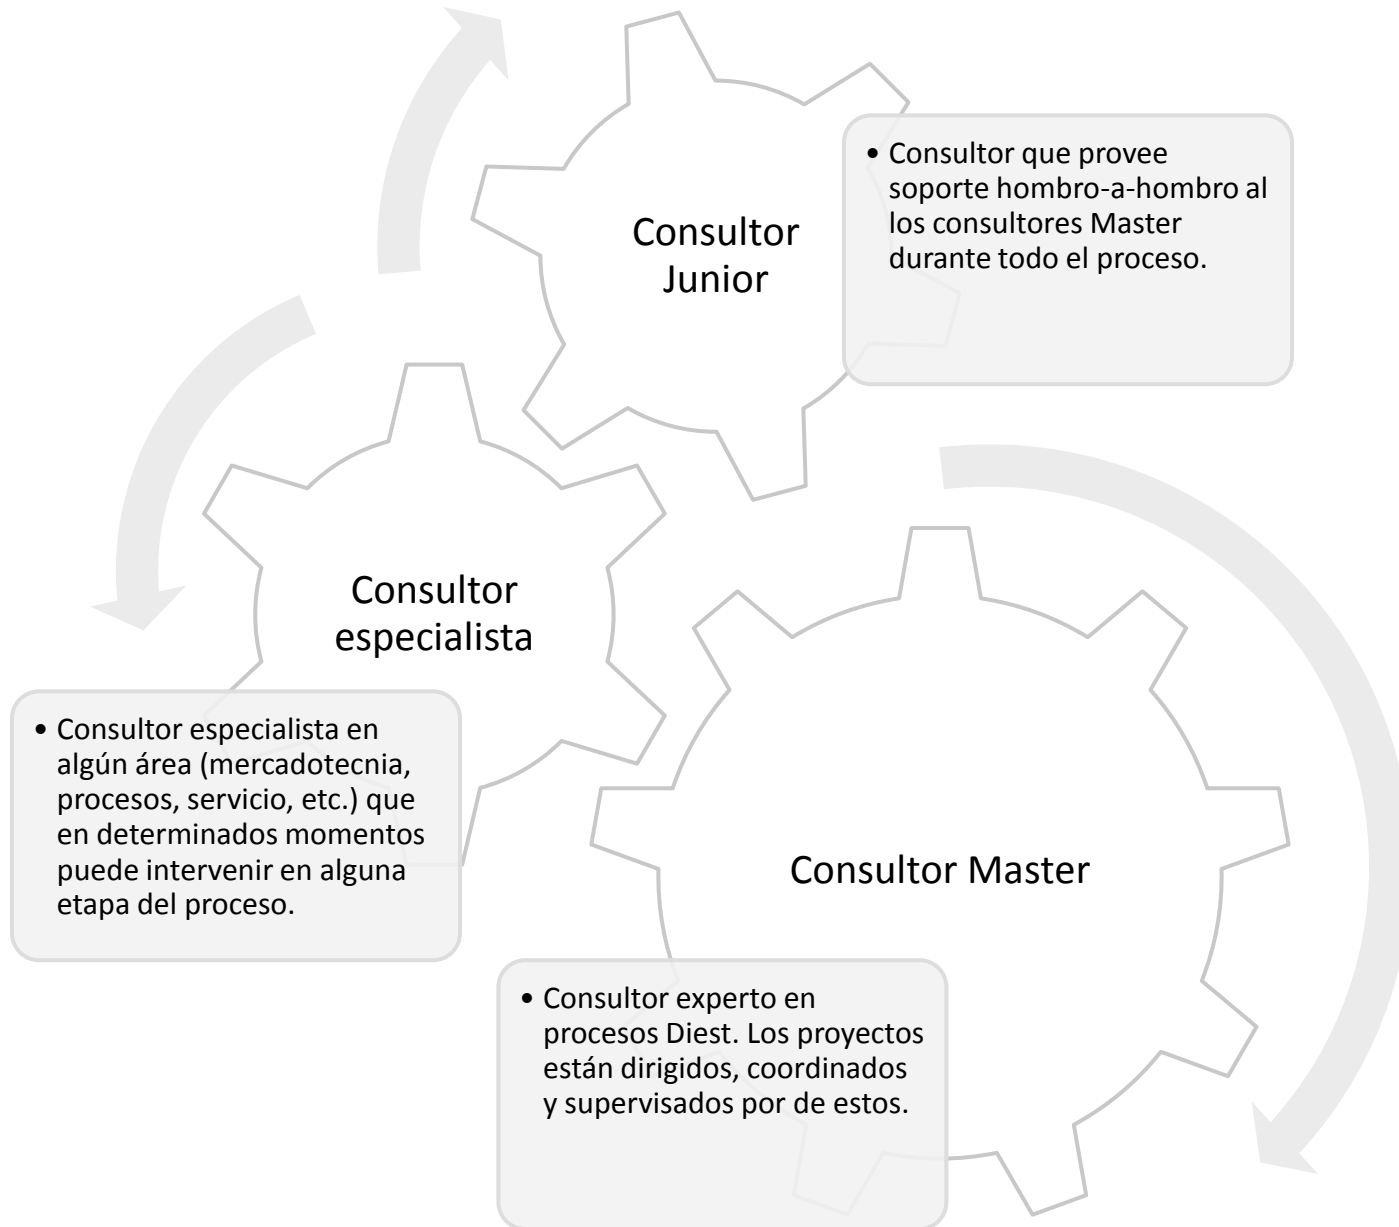 Consultor
Junior
• Consultor que provee
soporte hombro-a-hombro al
los consultores Master
durante todo el proceso.
Consultor
especialista
• Consultor especialista en
algún área (mercadotecnia,
procesos, servicio, etc.) que
en determinados momentos
puede intervenir en alguna
etapa del proceso.
Consultor Master
• Consultor experto en
procesos Diest. Los proyectos
están dirigidos, coordinados
y supervisados por de estos.